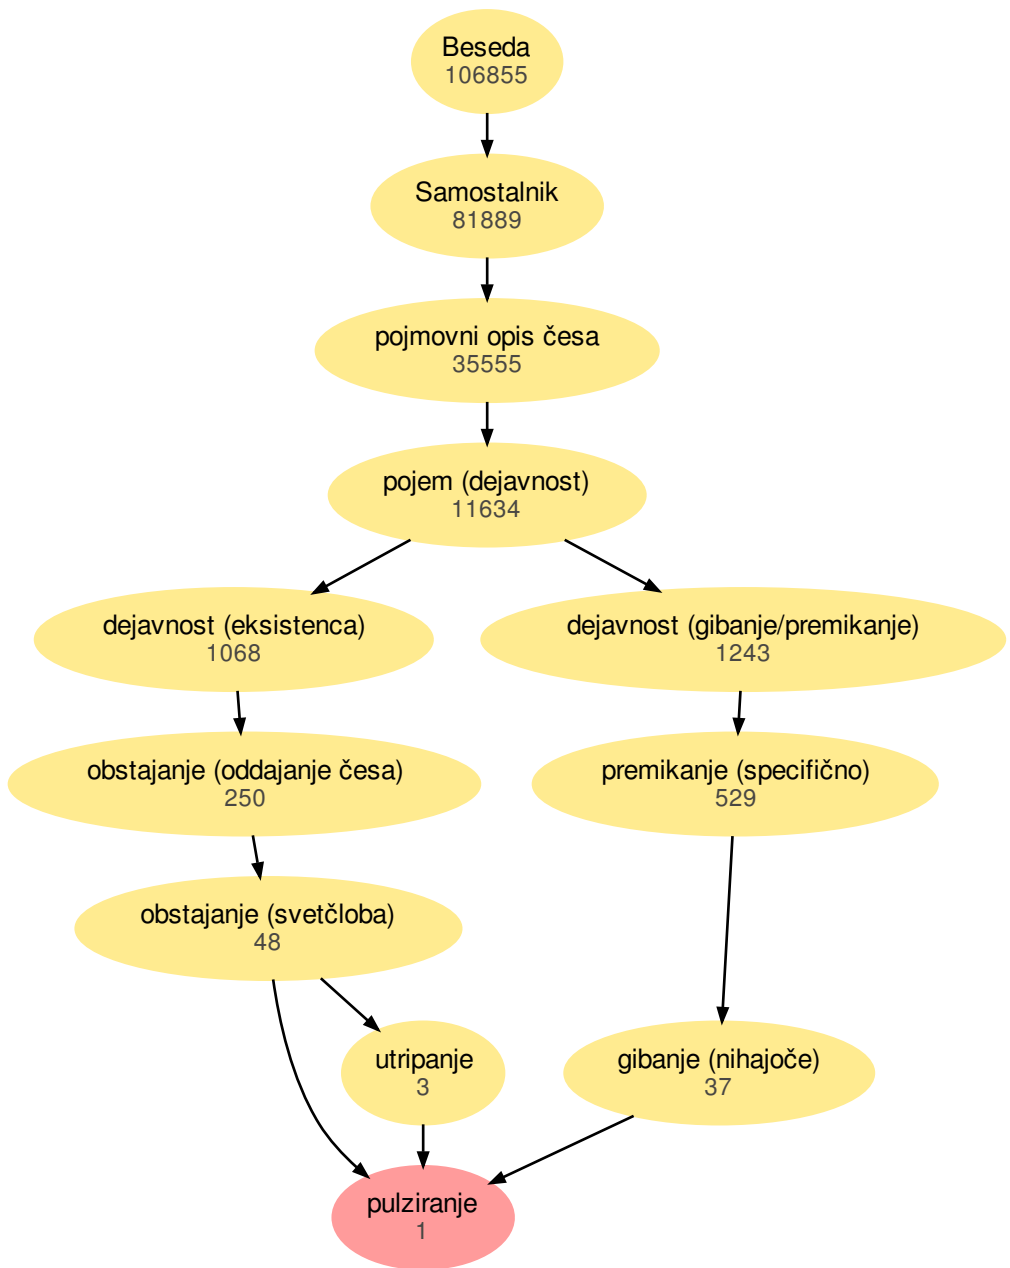 Beseda
106855
Samostalnik
81889
pojmovni opis česa
35555
pojem (dejavnost)
11634
dejavnost (eksistenca)
1068
dejavnost (gibanje/premikanje)
1243
obstajanje (oddajanje česa)
250
premikanje (specifično)
529
obstajanje (svetčloba)
48
utripanje
3
gibanje (nihajoče)
37
pulziranje
1